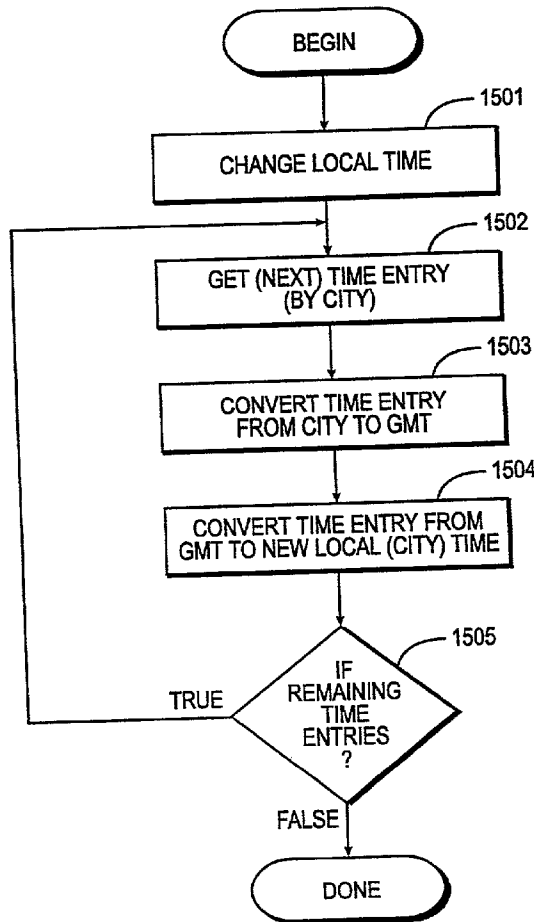 BEGIN
1501
CHANGE LOCAL TIME
1502
GET (NEXT) TIME ENTRY
(BY CITY)
1503
CONVERT TIME ENTRY
FROM CITY TO GMT
1504
CONVERT TIME ENTRY FROM
GMT TO NEW LOCAL (CITY) TIME
1505
IF
REMAINING
TIME
ENTRIES
?
TRUE
FALSE
DONE